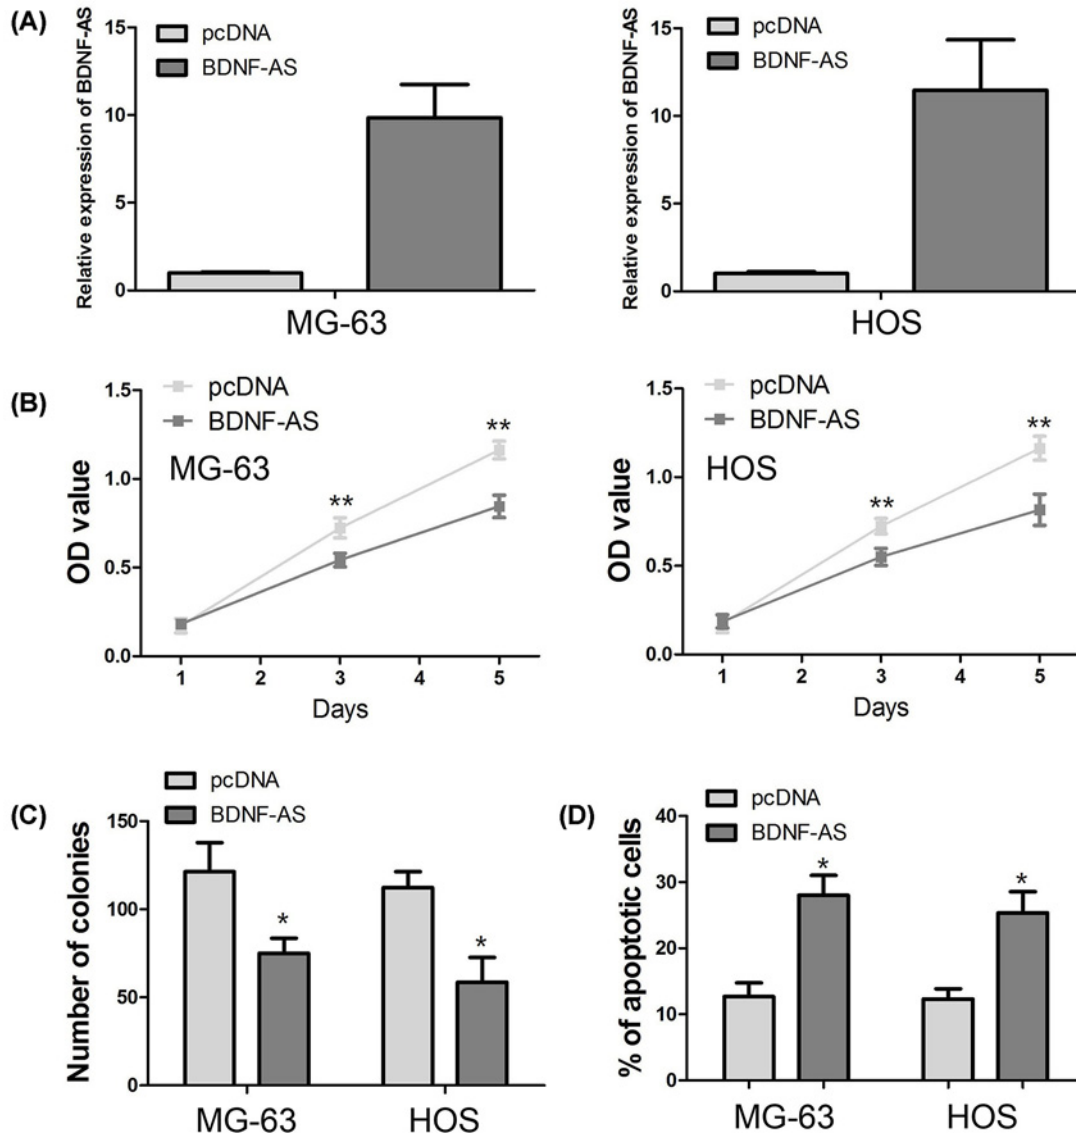 (A)
Relative expression of BDNF-AS
15
10
5
0
pcDNA
BDNF-AS
MG-63
Relative expression of BDNF-AS
15
10
5
0
pcDNA
BDNF-AS
HOS
(B)
OD value
1.5
1.0
0.5
0.0
pcDNA
BDNF-AS
MG-63
**
**
1 2 3 4 5
Days
OD value
1.5
1.0
0.5
0.0
pcDNA
BDNF-AS
HOS
**
**
1 2 3 4 5
Days
(C)
Number of colonies
150
100
50
0
pcDNA
BDNF-AS
*
*
MG-63 HOS
(D)
% of apoptotic cells
40
30
20
10
0
pcDNA
BDNF-AS
*
*
MG-63 HOS